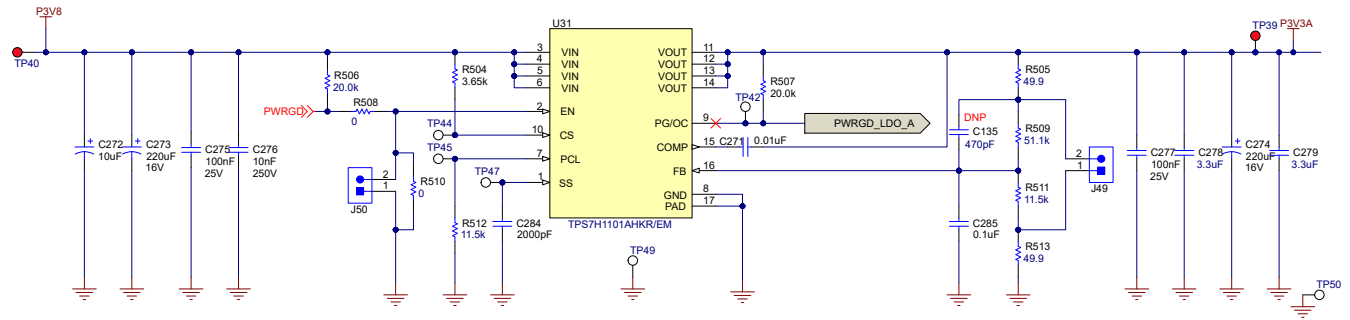 P3V8
TP40
C272
10uF
C273
220uF
16V
C275
100nF
25V
C276
10nF
250V
R506
20.0k
PWRGD
R508
0
J50
2
1
R510
0
R504
3.65k
TP44
TP45
TP47
R512
11.5k
C284
2000pF
U31
3 VIN
4 VIN
5 VIN
6 VIN
2 EN
10 CS
7 PCL
1 SS
VOUT 11
VOUT 12
VOUT 13
VOUT 14
PG/OC 9
COMP 15
FB 16
GND 8
PAD 17
TPS7H1101AHKR/EM
TP49
R507
20.0k
TP42
PWRGD_LDO_A
C271
0.01uF
DNP
C135
470pF
C285
0.1uF
R505
49.9
R509
51.1k
R511
11.5k
R513
49.9
2
1
J49
C277
100nF
25V
C278
3.3uF
C274
220uF
16V
C279
3.3uF
TP39
P3V3A
TP50